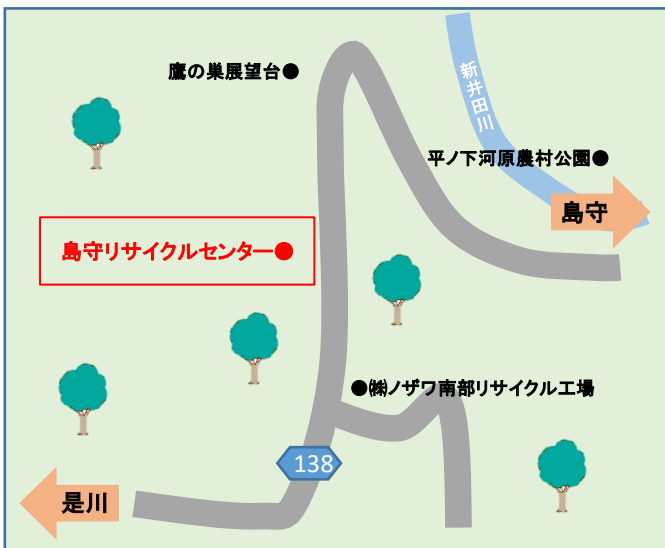 鷹の巣展望台●
新井田川
平ノ下河原農村公園●
島守
島守リサイクルセンター●
●㈱ノザワ南部リサイクル工場
138
是川